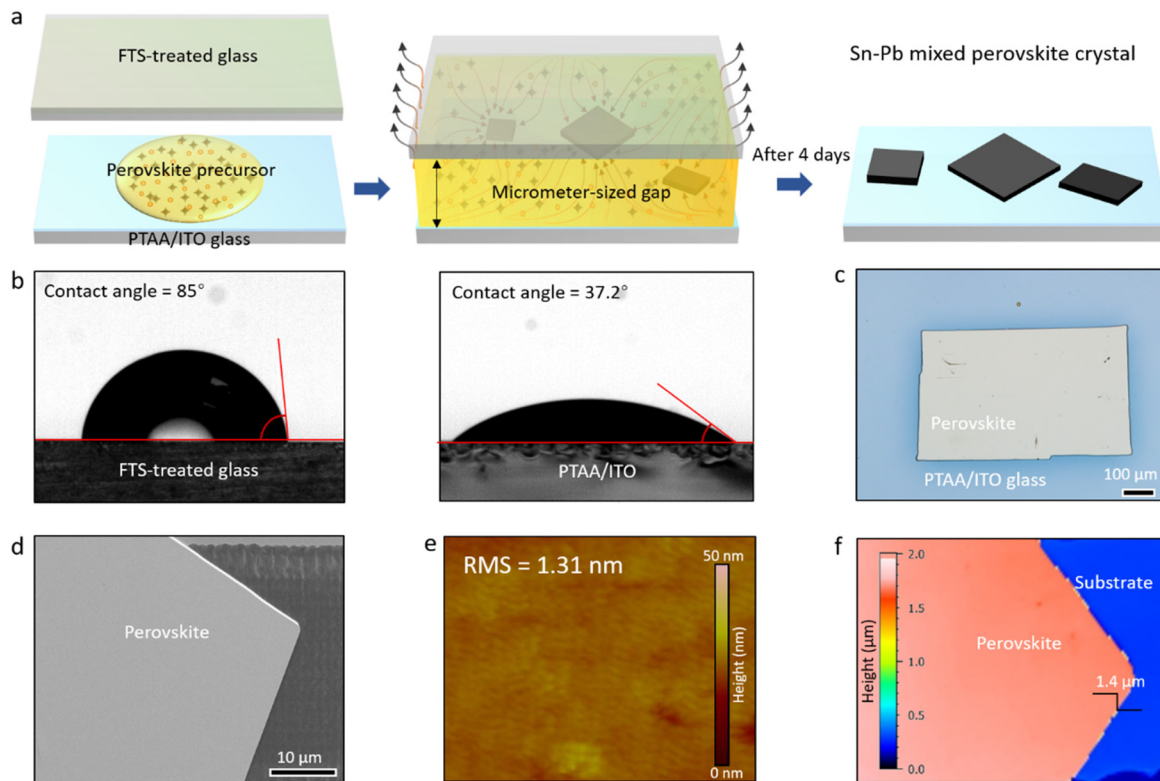 a
FTS-treated glass
Perovskite precursor
PTAA/ITO glass
Micrometer-sized gap
After 4 days
Sn-Pb mixed perovskite crystal
b
Contact angle = 85°
FTS-treated glass
Contact angle = 37.2°
PTAA/ITO
c
Perovskite
PTAA/ITO glass
100 μm
d
Perovskite
10 μm
e
RMS = 1.31 nm
50 nm
Height (nm)
0 nm
f
2.0
1.5
1.0
0.5
0.0
Height (μm)
Substrate
Perovskite
1.4 μm